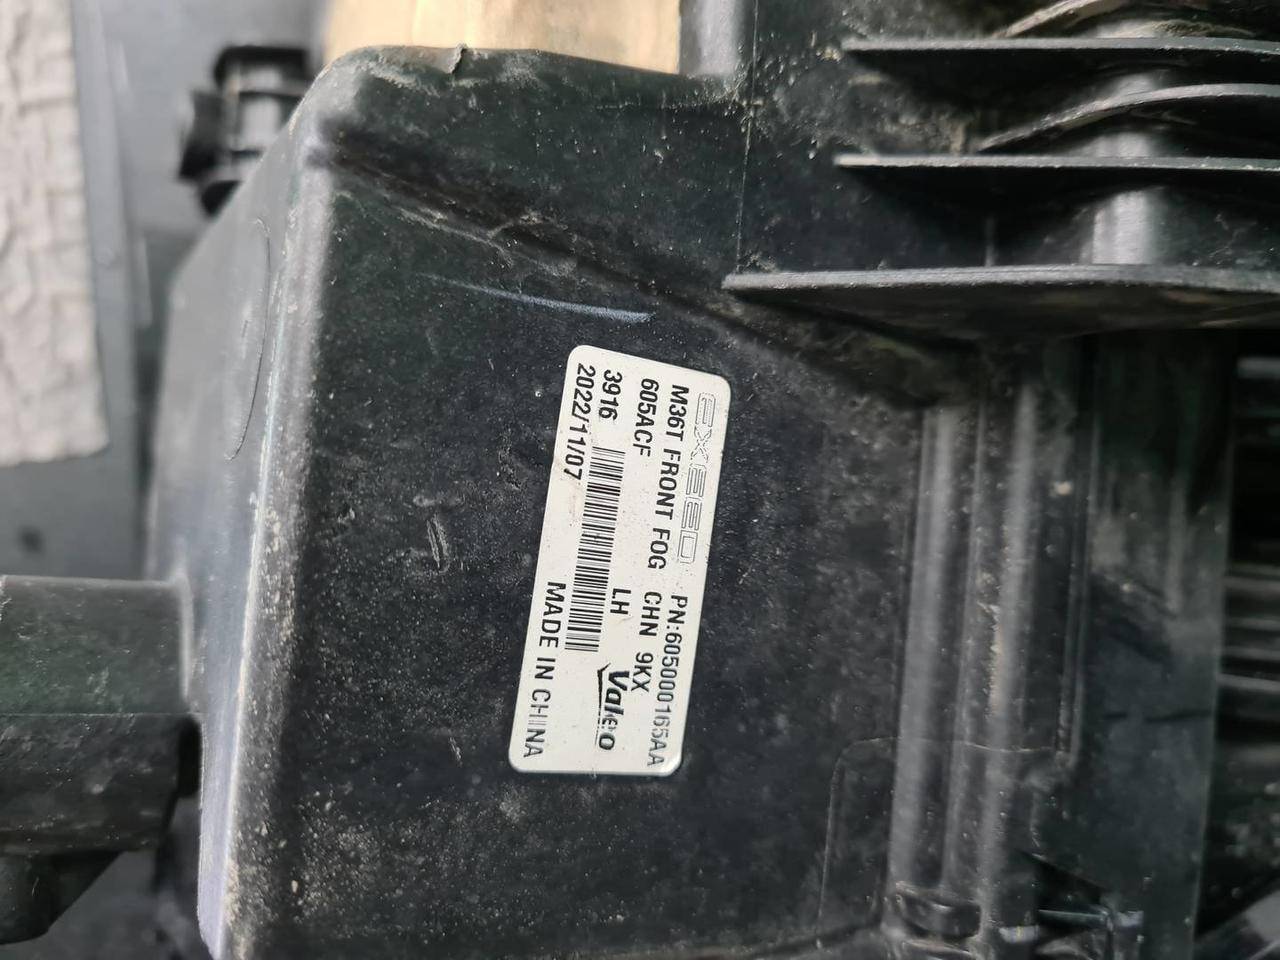 EXEED PN:605000165AA
M36T FRONT FOG CHN 9KX
605ACF LH Valeo
3916
2022/11/07 MADE IN CHINA